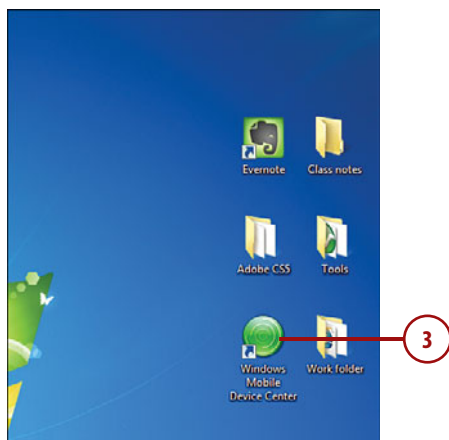 Evernote
Class notes
Adobe CS5
Tools
3
Windows
Mobile
Device Center
Work folder